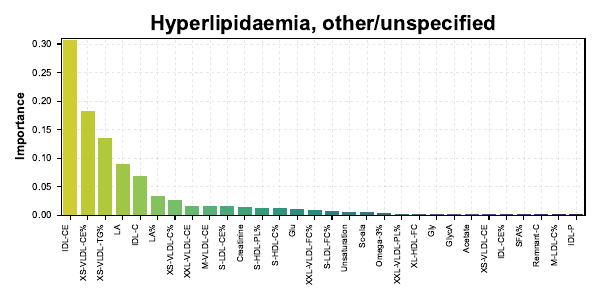 Hyperlipidaemia, other/unspecified
Importance
0.30
0.25
0.20
0.15
0.10
0.05
0.00
IDL-CE
XS-VLDL-CE%
XS-VLDL-TG%
LA
IDL-C
LA%
XS-VLDL-C%
XXL-VLDL-CE
M-VLDL-CE
S-LDL-CE%
Creatinine
S-HDL-PL%
S-HDL-C%
Glu
XXL-VLDL-FC%
S-LDL-FC%
Unsaturation
Omega-3%
XXL-VLDL-PL%
XL-HDL-FC
Gly
GlycA
Acetate
XS-VLDL-CE
IDL-CE%
SFA%
Remnant-C
M-LDL-C%
IDL-P